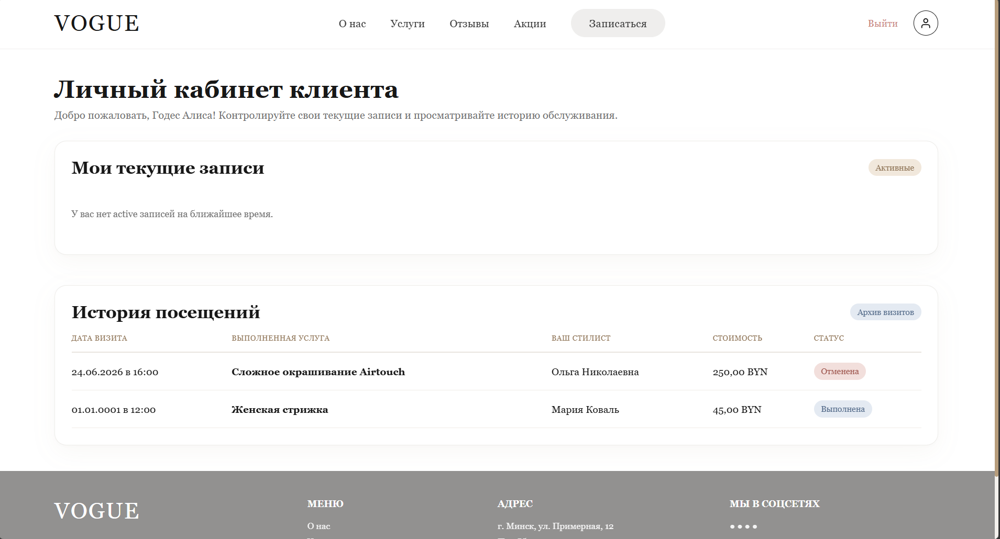 VOGUE
О нас
Услуги
Отзывы
Акции
Записаться
Выйти
Личный кабинет клиента
Добро пожаловать, Годес Алиса! Контролируйте свои текущие записи и просматривайте историю обслуживания.
Мои текущие записи
Активные
У вас нет active записей на ближайшее время.
История посещений
Архив визитов
ДАТА ВИЗИТА ВЫПОЛНЕННАЯ УСЛУГА ВАШ СТИЛИСТ СТОИМОСТЬ СТАТУС
24.06.2026 в 16:00 Сложное окрашивание Airtouch Ольга Николаевна 250,00 BYN Отменена
01.01.0001 в 12:00 Женская стрижка Мария Коваль 45,00 BYN Выполнена
VOGUE
МЕНЮ
О нас
АДРЕС
г. Минск, ул. Примерная, 12
МЫ В СОЦСЕТЯХ